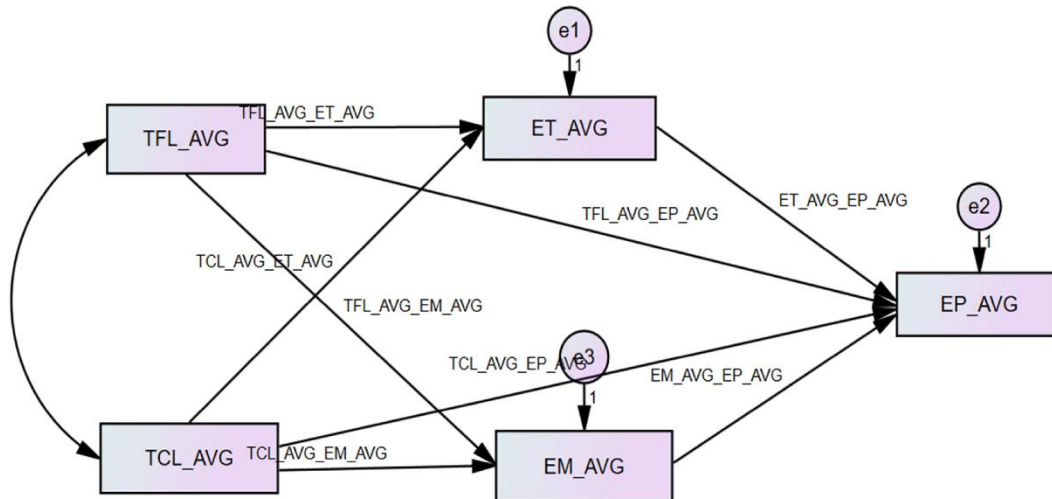 e1
1
TFL_AVG_ET_AVG
TFL_AVG
ET_AVG
ET_AVG_EP_AVG
TFL_AVG_EP_AVG
e2
1
TCL_AVG_ET_AVG
TFL_AVG_EM_AVG
EP_AVG
e3
TCL_AVG_EP_AVG
EM_AVG_EP_AVG
1
TCL_AVG
TCL_AVG_EM_AVG
EM_AVG